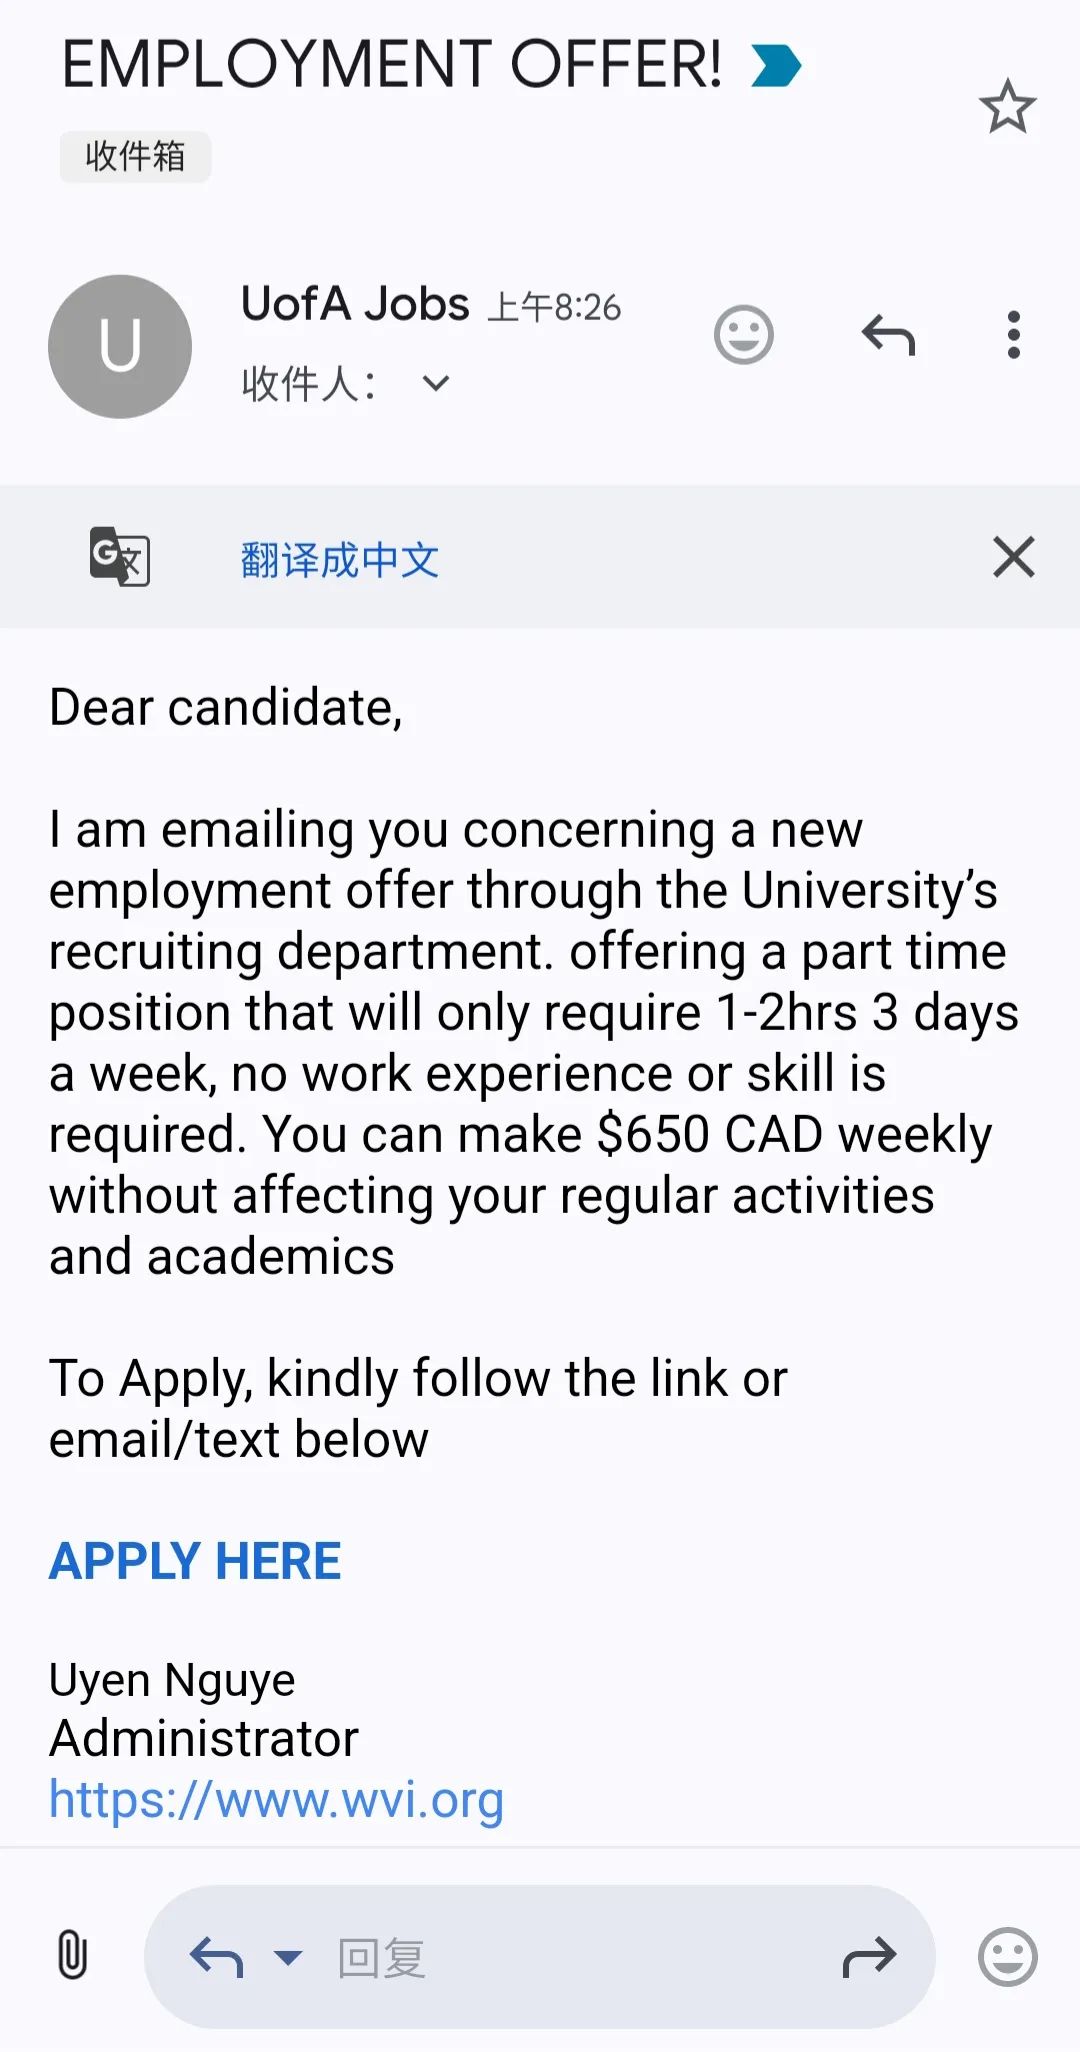 EMPLOYMENT OFFER!
收件箱
U
UofA Jobs 上午8:26
收件人：
G文
翻译成中文
Dear candidate,
I am emailing you concerning a new
employment offer through the University’s
recruiting department. offering a part time
position that will only require 1-2hrs 3 days
a week, no work experience or skill is
required. You can make $650 CAD weekly
without affecting your regular activities
and academics
To Apply, kindly follow the link or
email/text below
APPLY HERE
Uyen Nguye
Administrator
https://www.wvi.org
回复